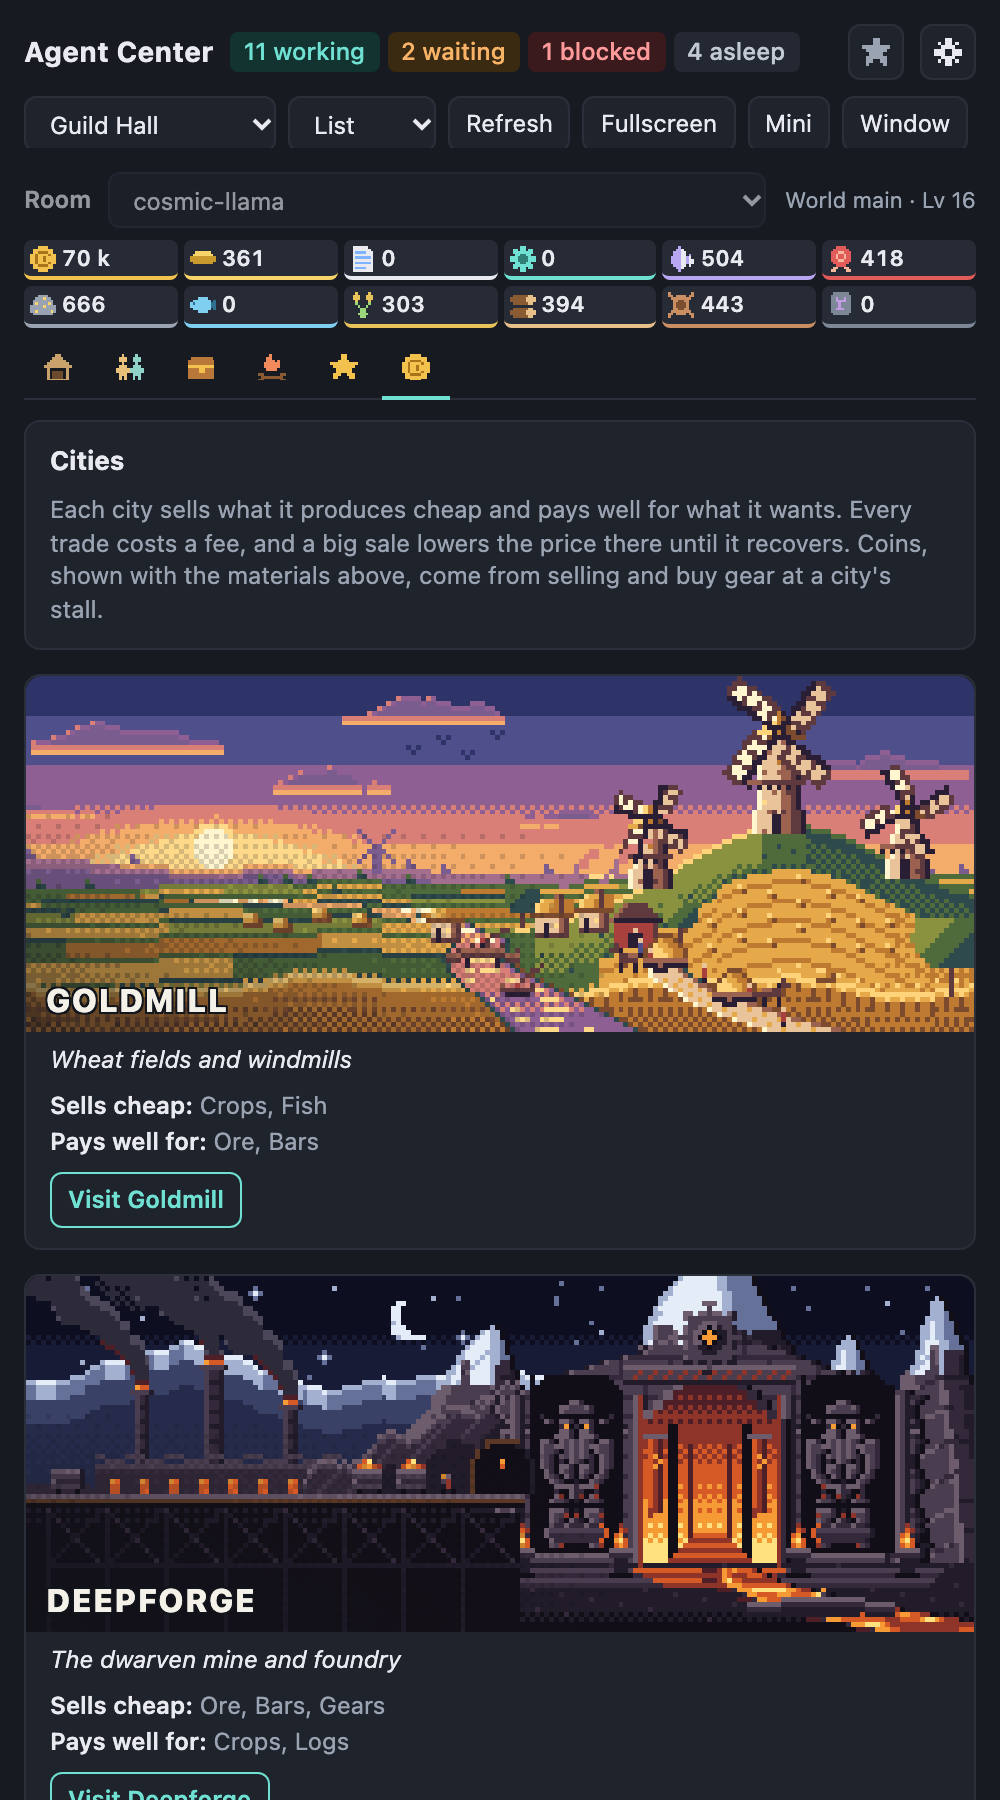 Agent Center 11 working 2 waiting 1 blocked 4 asleep
Guild Hall List Refresh Fullscreen Mini Window
Room cosmic-llama World main · Lv 16
70 k 361 0 0 504 418
666 0 303 394 443 0
Cities
Each city sells what it produces cheap and pays well for what it wants. Every
trade costs a fee, and a big sale lowers the price there until it recovers. Coins,
shown with the materials above, come from selling and buy gear at a city's
stall.
GOLDMILL
Wheat fields and windmills
Sells cheap: Crops, Fish
Pays well for: Ore, Bars
Visit Goldmill
DEEPFORGE
The dwarven mine and foundry
Sells cheap: Ore, Bars, Gears
Pays well for: Crops, Logs
Visit Deepforge